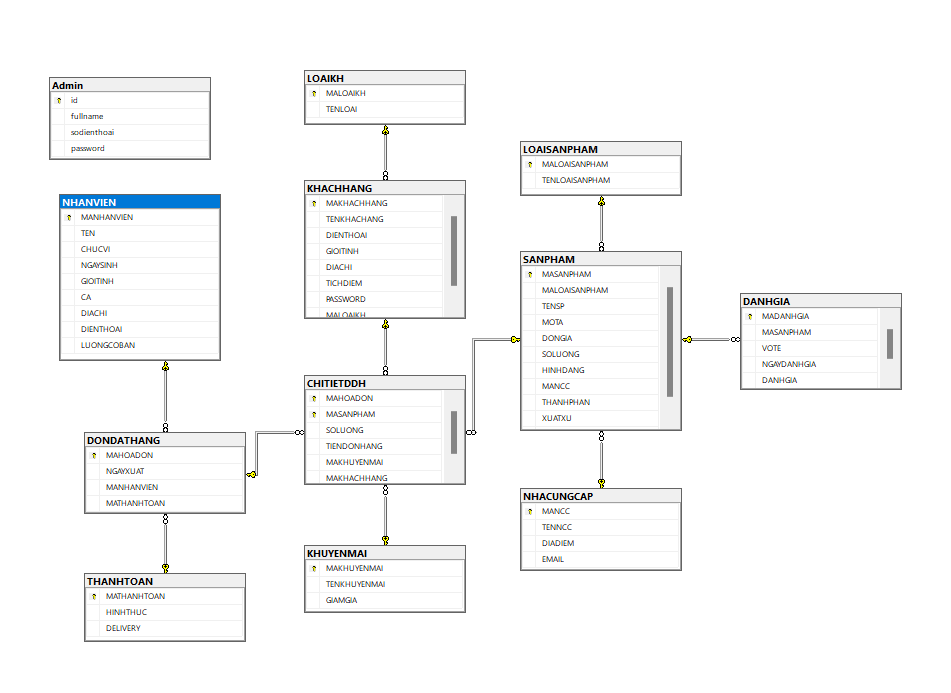 Admin
id
fullname
sodienthoai
password
NHANVIEN
MANHANVIEN
TEN
CHUCVI
NGAYSINH
GIOITINH
CA
DIACHI
DIENTHOAI
LUONGCOBAN
DONDATHANG
MAHOADON
NGAYXUAT
MANHANVIEN
MATHANHTOAN
THANHTOAN
MATHANHTOAN
HINHTHUC
DELIVERY
LOAIKH
MALOAIKH
TENLOAI
KHACHHANG
MAKHACHHANG
TENKHACHANG
DIENTHOAI
GIOITINH
DIACHI
TICHDIEM
PASSWORD
MALOAIKH
CHITIETDDH
MAHOADON
MASANPHAM
SOLUONG
TIENDONHANG
MAKHUYENMAI
MAKHACHHANG
KHUYENMAI
MAKHUYENMAI
TENKHUYENMAI
GIAMGIA
LOAISANPHAM
MALOAISANPHAM
TENLOAISANPHAM
SANPHAM
MASANPHAM
MALOAISANPHAM
TENSP
MOTA
DONGIA
SOLUONG
HINHDANG
MANCC
THANHPHAN
XUATXU
NHACUNGCAP
MANCC
TENNCC
DIADIEM
EMAIL
DANHGIA
MADANHGIA
MASANPHAM
VOTE
NGAYDANHGIA
DANHGIA